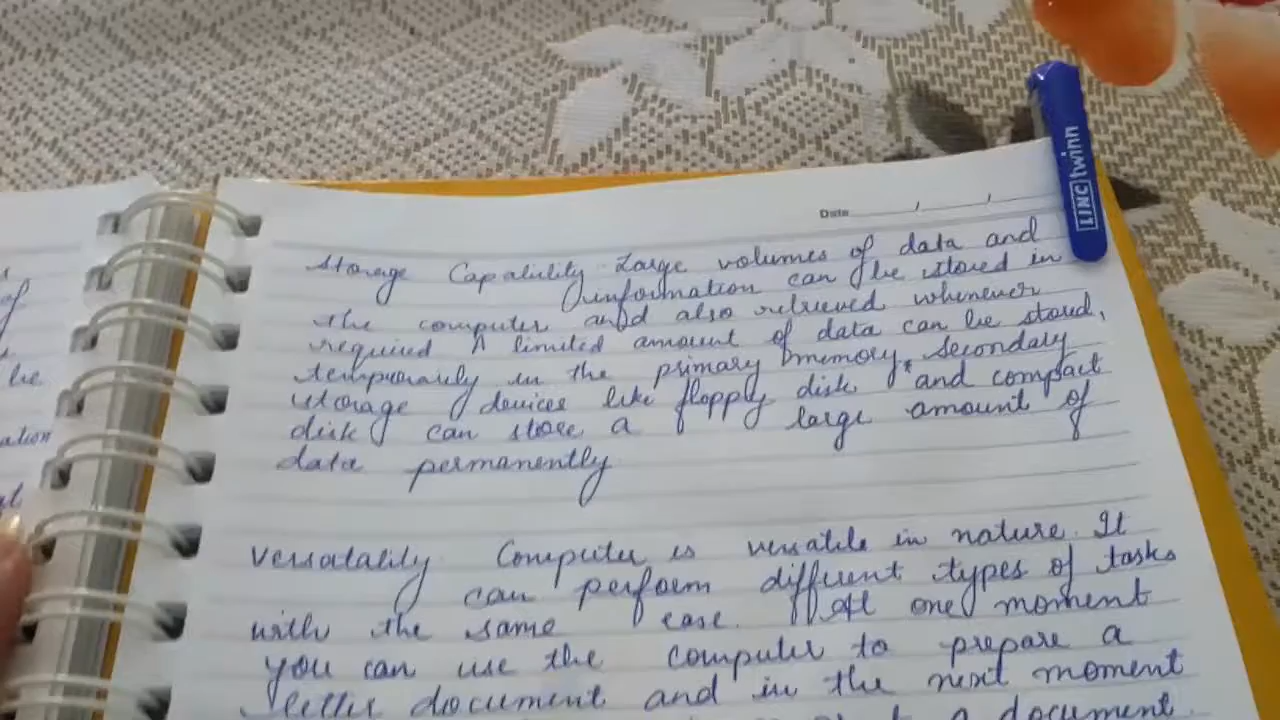 Date
LINC twinn
Storage Capability Large volumes of data and
information can be stored in
the computer and also retrieved whenever
required A limited amount of data can be stored,
temporarily in the primary memory. Secondary
storage devices like floppy disk and compact
disk can store a large amount of
data permanently
of
be
ation
Versatality Computer is versatile in nature. It
can perform different types of tasks
with the same ease. At one moment
you can use the computer to prepare a
letter document and in the next moment
a document